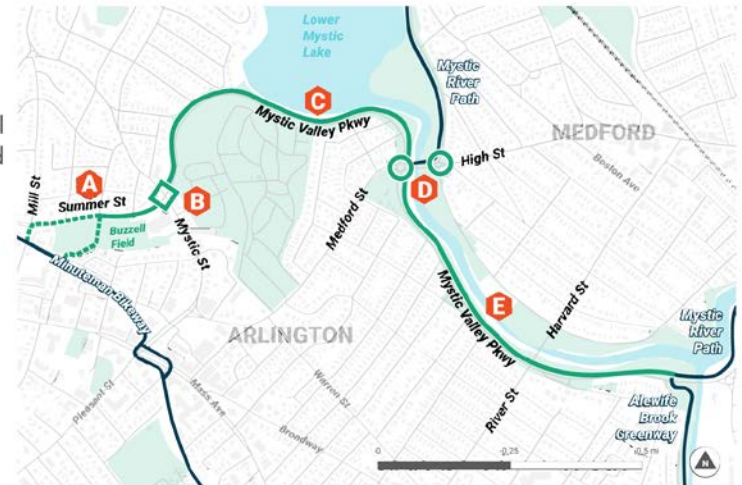 Lower
Mystic
Lake
C
Mystic Valley Pkwy
Mystic
River
Path
MEDFORD
High St
Boston Ave
D
A
Mill St
Summer St
B
Buzzell
Field
Mystic St
Medford St
Minuteman Bikeway
E
Mystic Valley Pkwy
Harvard St
Mystic
River
Path
ARLINGTON
Pleasant St
Mass Ave
Warren St
Broadway
River St
Alewife
Brook
Greenway
0
0.25
0.5 mi
N